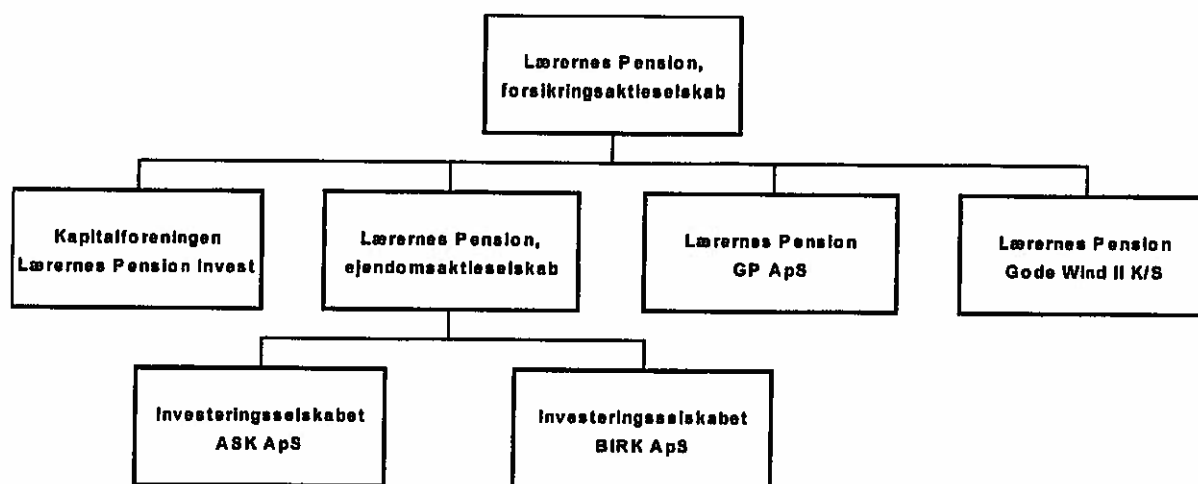 Lærernes Pension,
forsikringsaktieselskab
Kapitalforeningen
Lærernes Pension Invest
Lærernes Pension,
ejendomsaktieselskab
Lærernes Pension
GP ApS
Lærernes Pension
Gode Wind II K/S
Investeringsselskabet
ASK ApS
Investeringsselskabet
BIRK ApS